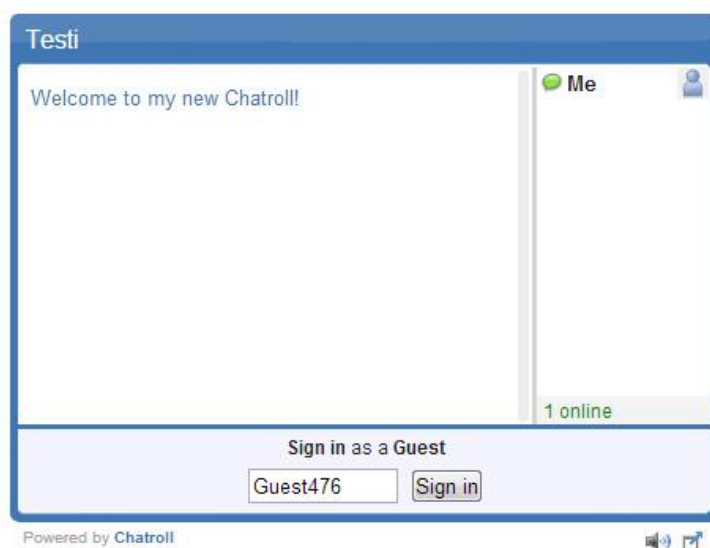 Testi
Welcome to my new Chatroll!
Me
1 online
Sign in as a Guest
Guest476
Sign in
Powered by Chatroll